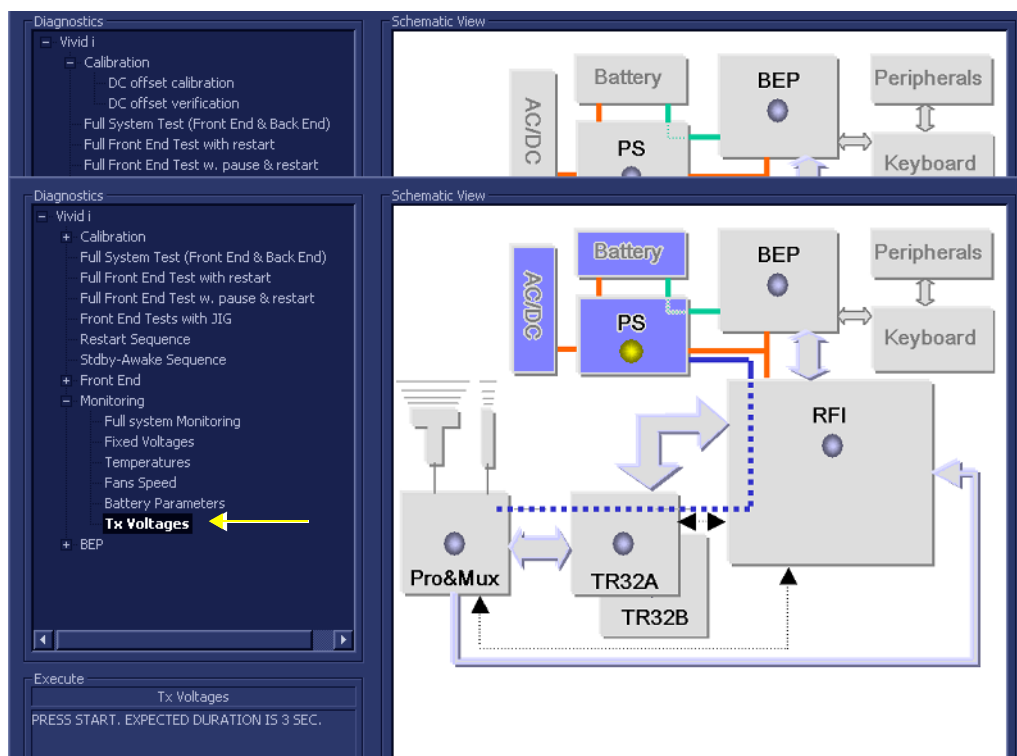 Diagnostics
Vivid i
Calibration
DC offset calibration
DC offset verification
Full System Test (Front End & Back End)
Full Front End Test with restart
Full Front End Test w. pause & restart
Schematic View
AC/DC
Battery
PS
BEP
Peripherals
Keyboard
Diagnostics
Vivid i
Calibration
Full System Test (Front End & Back End)
Full Front End Test with restart
Full Front End Test w. pause & restart
Front End Tests with JIG
Restart Sequence
Stdby-Awake Sequence
Front End
Monitoring
Full system Monitoring
Fixed Voltages
Temperatures
Fans Speed
Battery Parameters
Tx Voltages
BEP
Execute
Tx Voltages
PRESS START. EXPECTED DURATION IS 3 SEC.
Schematic View
AC/DC
Battery
PS
BEP
Peripherals
Keyboard
RFI
Pro&Mux
TR32A
TR32B